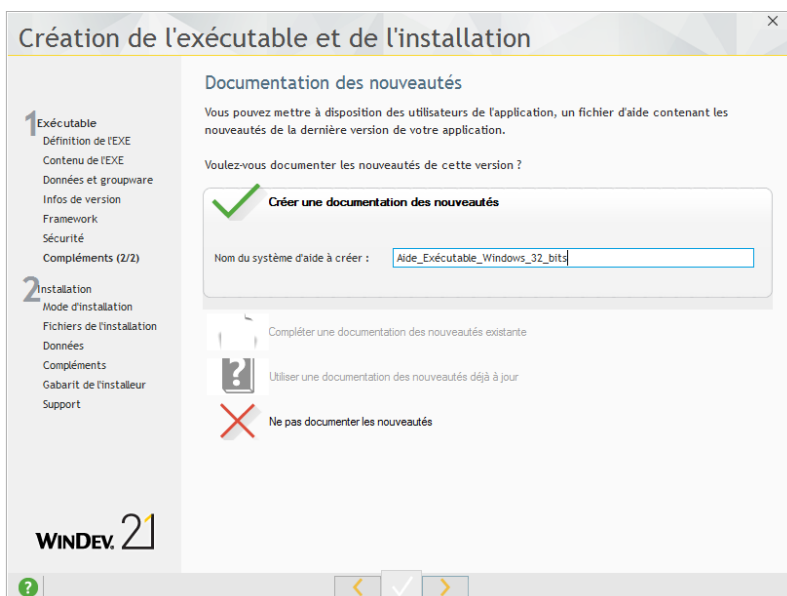 Création de l'exécutable et de l'installation
Documentation des nouveautés
Vous pouvez mettre à disposition des utilisateurs de l'application, un fichier d'aide contenant les
nouveautés de la dernière version de votre application.
Voulez-vous documenter les nouveautés de cette version ?
1 Exécutable
Définition de l'EXE
Contenu de l'EXE
Données et groupware
Infos de version
Framework
Sécurité
Compléments (2/2)
2 Installation
Mode d'installation
Fichiers de l'installation
Données
Compléments
Gabarit de l'installeur
Support
Créer une documentation des nouveautés
Nom du système d'aide à créer :
Aide_Exécutable_Windows_32_bits
Compléter une documentation des nouveautés existante
Utiliser une documentation des nouveautés déjà à jour
Ne pas documenter les nouveautés
WINDEV. 21